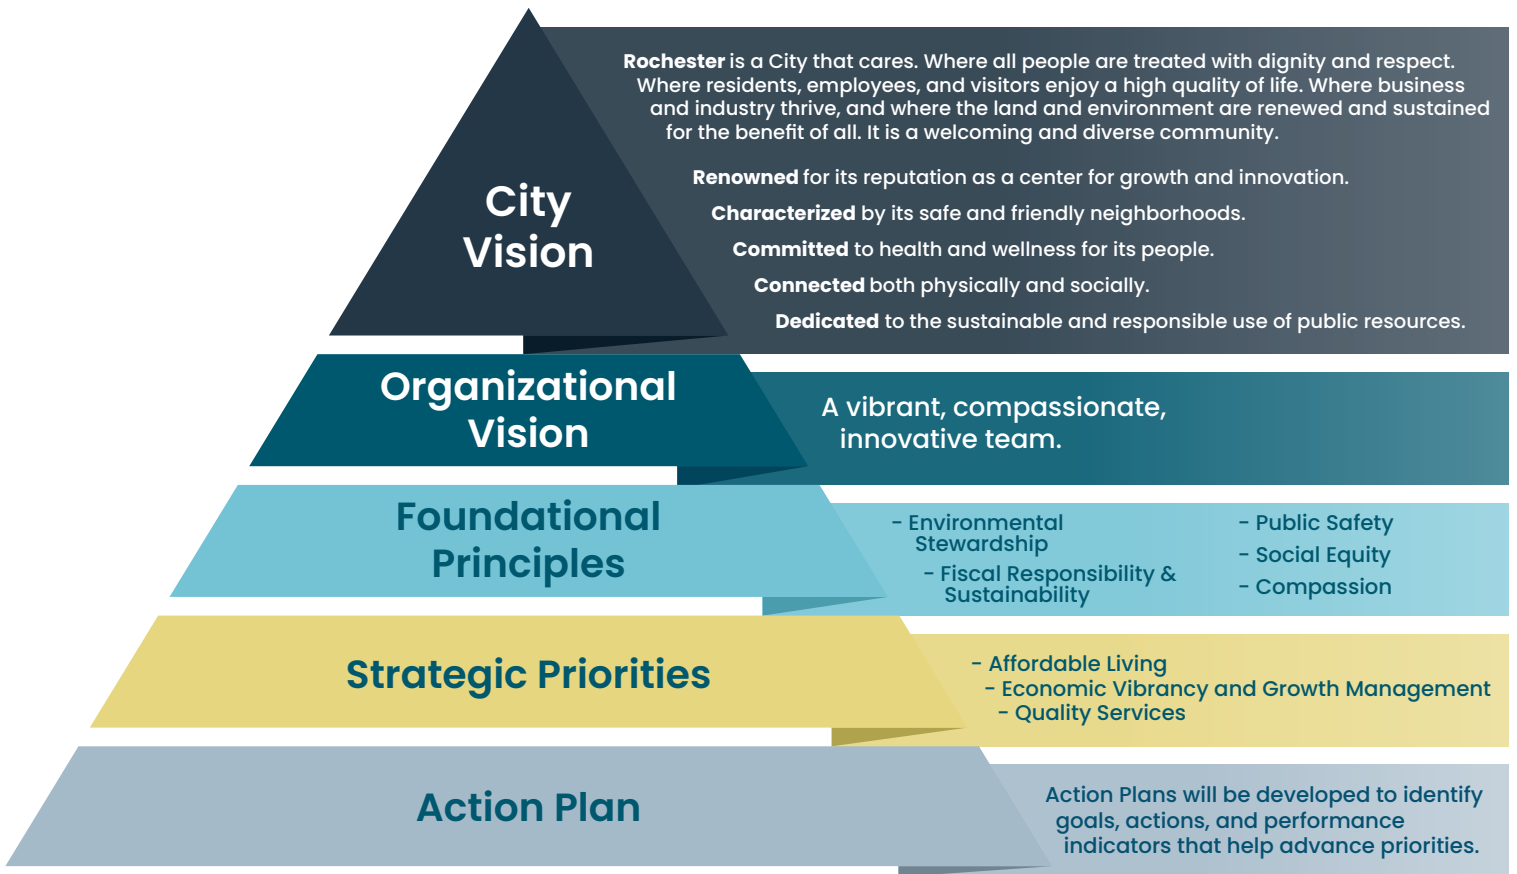 City
Vision
Rochester is a City that cares. Where all people are treated with dignity and respect.
Where residents, employees, and visitors enjoy a high quality of life. Where business
and industry thrive, and where the land and environment are renewed and sustained
for the benefit of all. It is a welcoming and diverse community.
Renowned for its reputation as a center for growth and innovation.
Characterized by its safe and friendly neighborhoods.
Committed to health and wellness for its people.
Connected both physically and socially.
Dedicated to the sustainable and responsible use of public resources.
Organizational
Vision
A vibrant, compassionate,
innovative team.
Foundational
Principles
- Environmental
Stewardship
- Fiscal Responsibility &
Sustainability
- Public Safety
- Social Equity
- Compassion
Strategic Priorities
- Affordable Living
- Economic Vibrancy and Growth Management
- Quality Services
Action Plan
Action Plans will be developed to identify
goals, actions, and performance
indicators that help advance priorities.